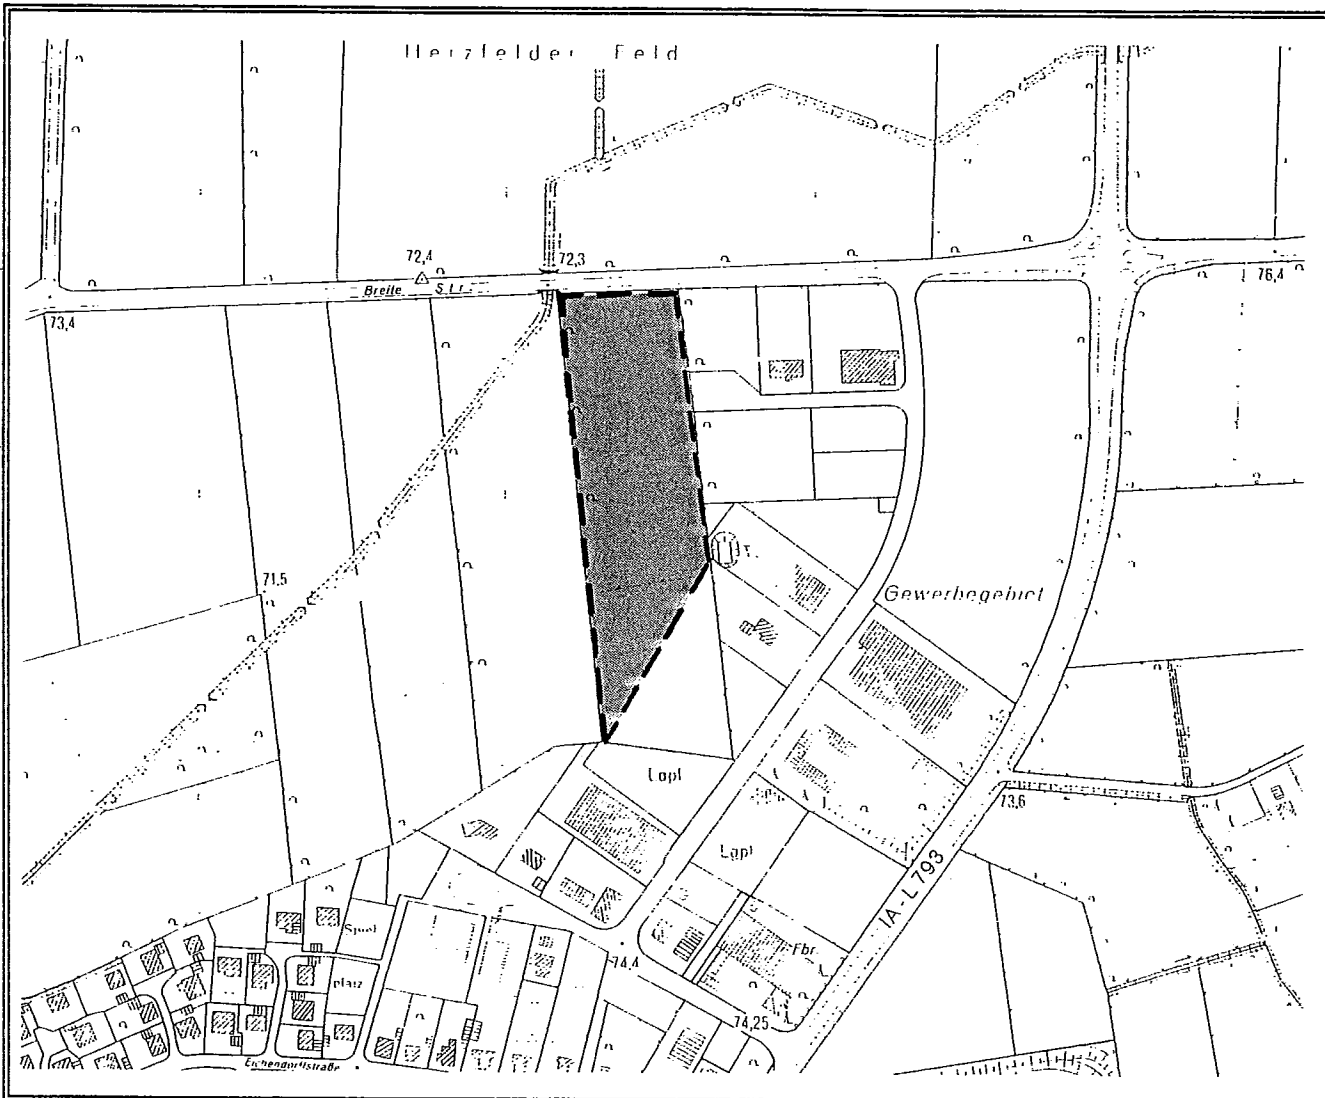 Herzfelder Feld
72,4
72,3
Breite Str.
76,4
73,4
71,5
T.
Gewerbegebiet
Lapl
73,6
Lapl
IA-L 793
Spiel
platz
74,4
Fbr.
74,25
Eichendorffstraße